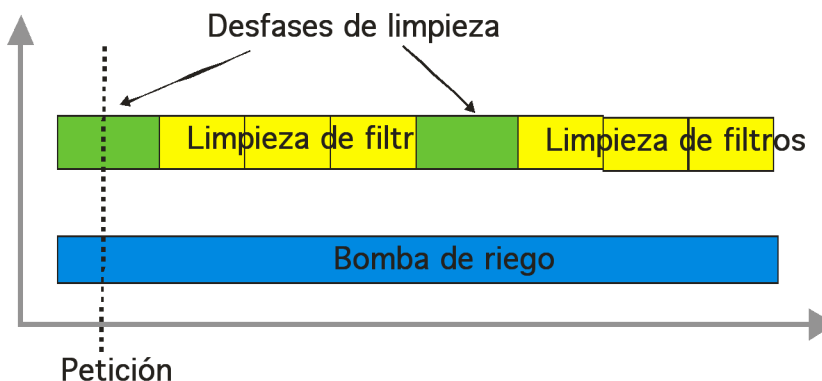 Desfases de limpieza
Limpieza de filtr
Limpieza de filtros
Bomba de riego
Petición